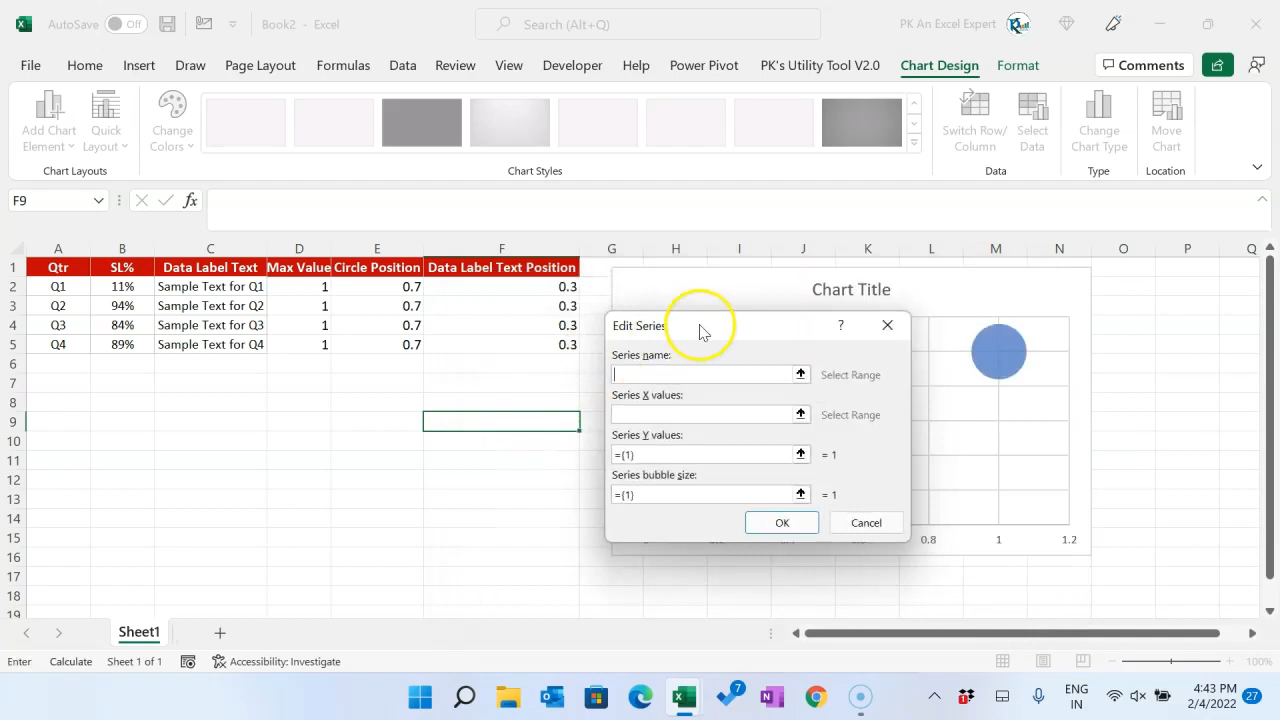 AutoSave Off Book2 - Excel Search (Alt+Q) PK An Excel Expert
File Home Insert Draw Page Layout Formulas Data Review View Developer Help Power Pivot PK's Utility Tool V2.0 Chart Design Format Comments
Add Chart Element Quick Layout Change Colors Switch Row/ Column Select Data Change Chart Type Move Chart
Chart Layouts Chart Styles Data Type Location
F9 fx
A B C D E F G H I J K L M N O P Q
1 Qtr SL% Data Label Text Max Value Circle Position Data Label Text Position
2 Q1 11% Sample Text for Q1 1 0.7 0.3
3 Q2 94% Sample Text for Q2 1 0.7 0.3
4 Q3 84% Sample Text for Q3 1 0.7 0.3
5 Q4 89% Sample Text for Q4 1 0.7 0.3
6
7
8
9
10
11
12
13
14
15
16
17
18
19
Chart Title
Edit Series ?
Series name:
Select Range
Series X values:
Select Range
Series Y values:
={1} = 1
Series bubble size:
={1} = 1
OK Cancel
0.8 1 1.2
Sheet1
Enter Calculate Sheet 1 of 1 Accessibility: Investigate 100%
7 ENG IN 4:43 PM 2/4/2022 27